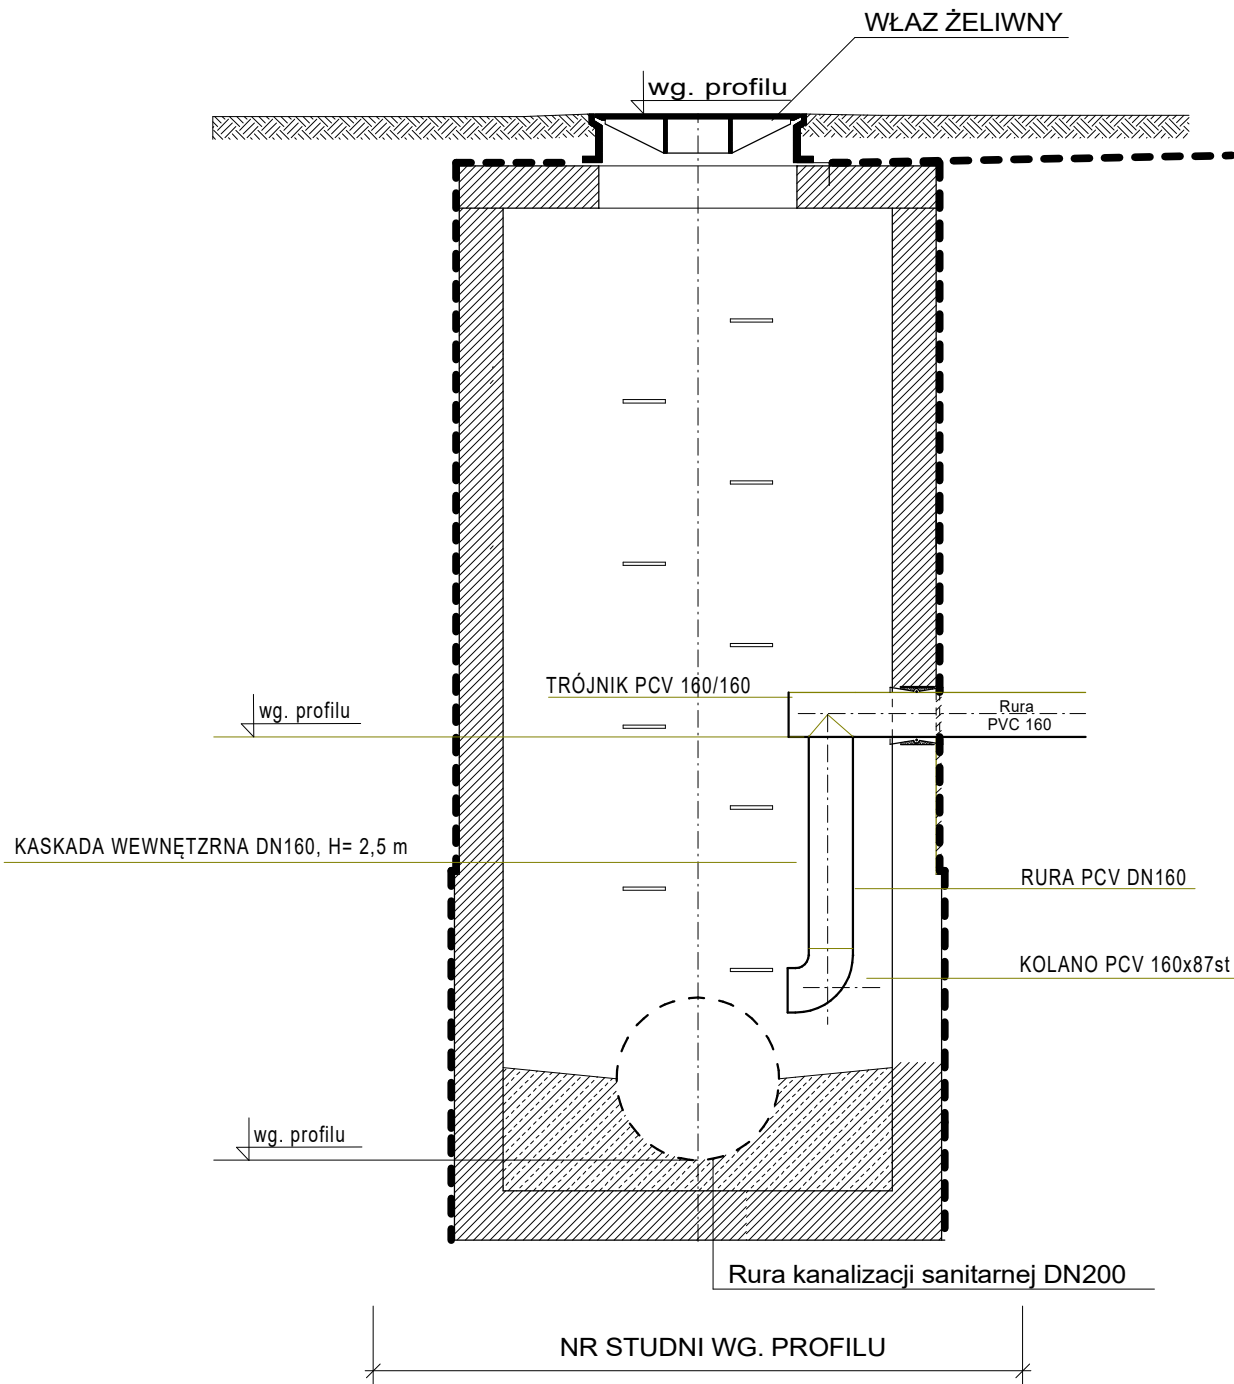 WŁAZ ŻELIWNY
wg. profilu
TRÓJNIK PCV 160/160
wg. profilu
Rura
PVC 160
KASKADA WEWNĘTZRNA DN160, H= 2,5 m
RURA PCV DN160
KOLANO PCV 160x87st
wg. profilu
Rura kanalizacji sanitarnej DN200
NR STUDNI WG. PROFILU